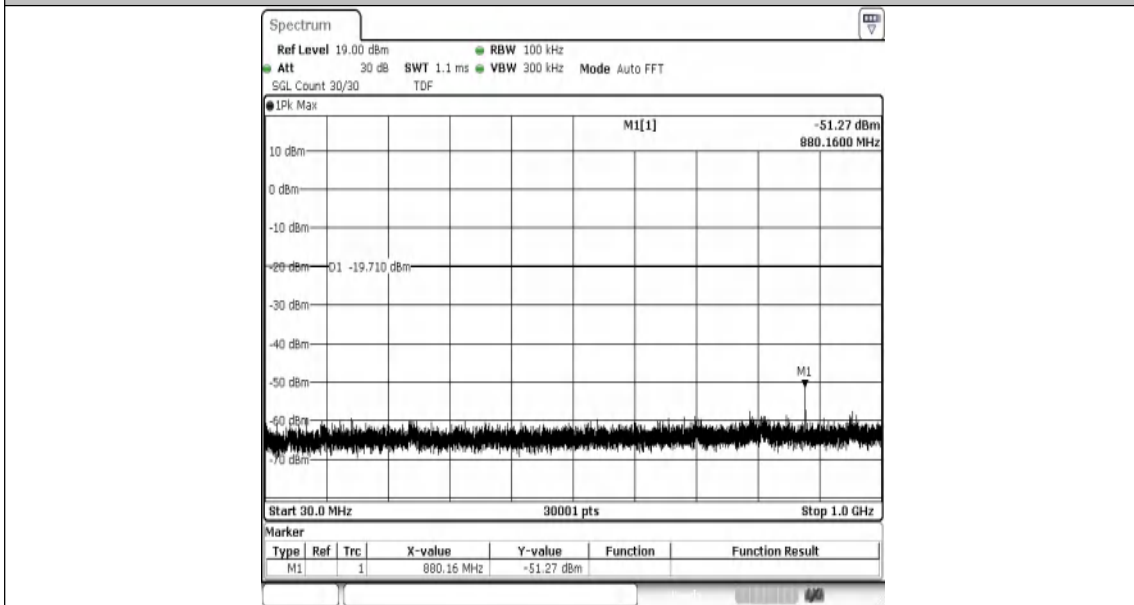 Spectrum
Ref Level 19.00 dBm RBW 100 kHz
Att 30 dB SWT 1.1 ms VBW 300 kHz Mode Auto FFT
SGL Count 30/30 TDF
1Pk Max
M1[1] -51.27 dBm
880.1600 MHz
10 dBm
0 dBm
-10 dBm
-20 dBm D1 -19.710 dBm
-30 dBm
-40 dBm
M1
-50 dBm
-60 dBm
-70 dBm
Start 30.0 MHz 30001 pts Stop 1.0 GHz
Marker
Type Ref Trc X-value Y-value Function Function Result
M1 1 880.16 MHz -51.27 dBm